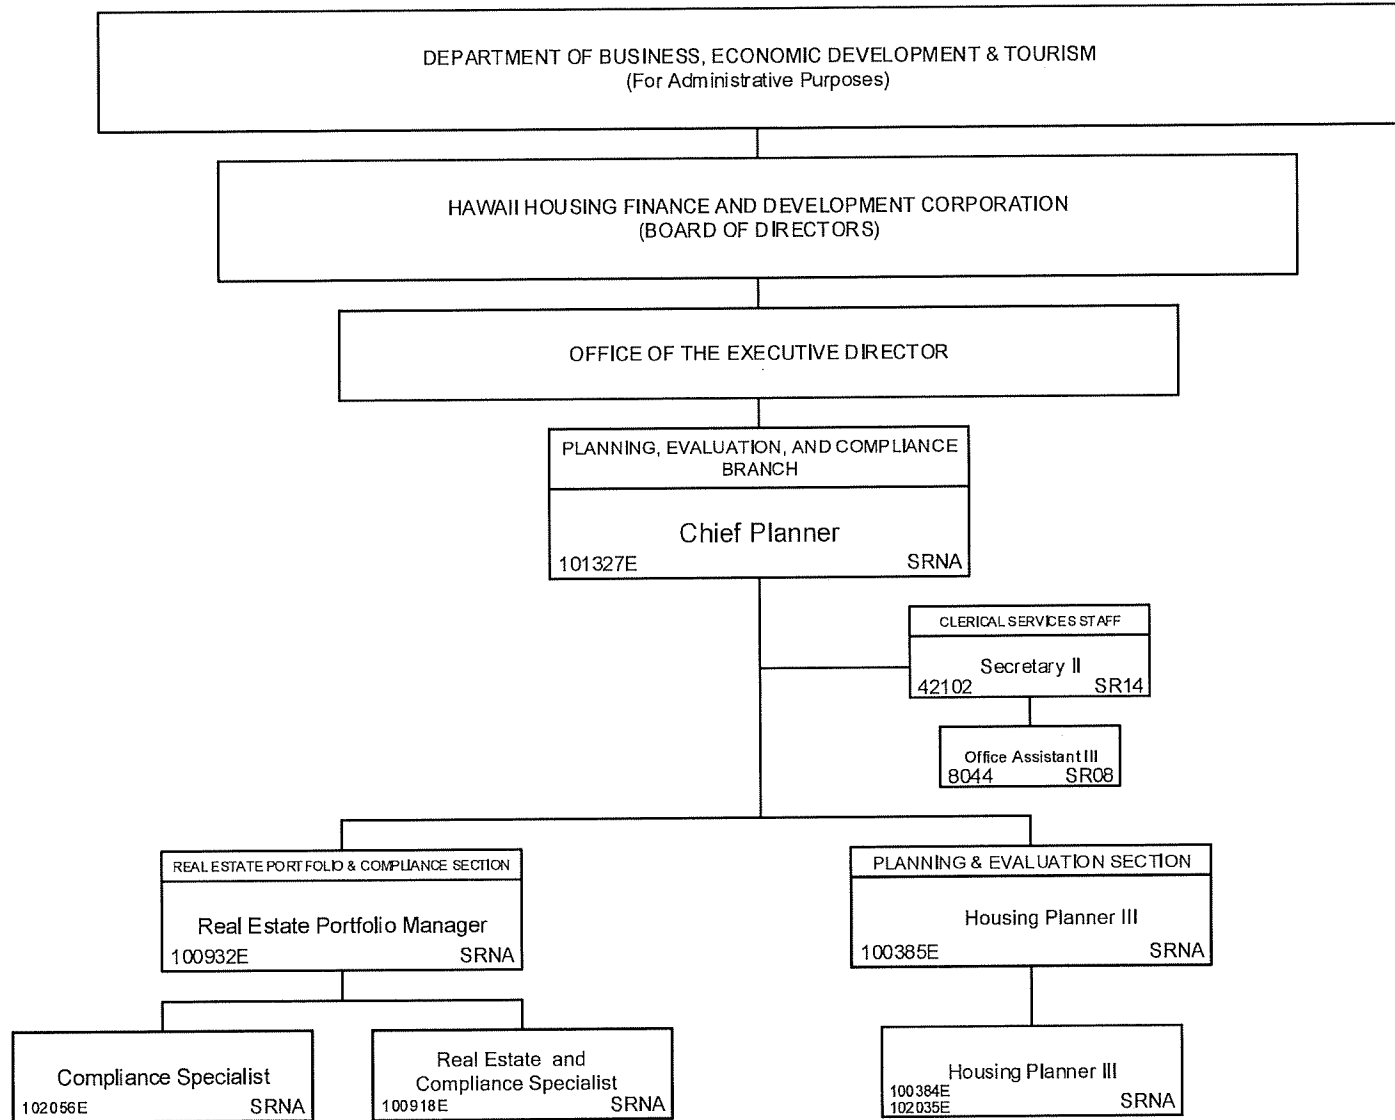 DEPARTMENT OF BUSINESS, ECONOMIC DEVELOPMENT & TOURISM
(For Administrative Purposes)
HAWAII HOUSING FINANCE AND DEVELOPMENT CORPORATION
(BOARD OF DIRECTORS)
OFFICE OF THE EXECUTIVE DIRECTOR
PLANNING, EVALUATION, AND COMPLIANCE
BRANCH
Chief Planner
101327E SRNA
CLERICAL SERVICES STAFF
Secretary II
42102 SR14
Office Assistant III
8044 SR08
REAL ESTATE PORTFOLIO & COMPLIANCE SECTION
Real Estate Portfolio Manager
100932E SRNA
PLANNING & EVALUATION SECTION
Housing Planner III
100385E SRNA
Compliance Specialist
102056E SRNA
Real Estate and
Compliance Specialist
100918E SRNA
Housing Planner III
100384E
102035E SRNA